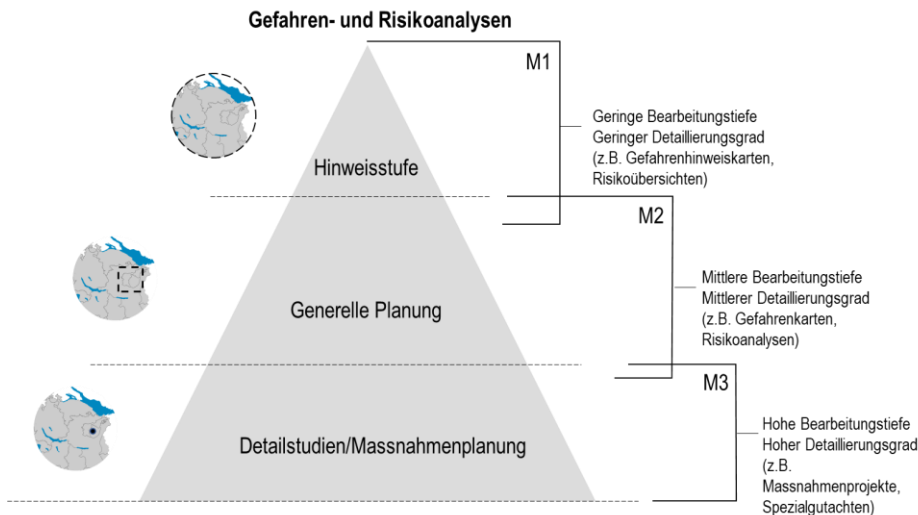 Gefahren- und Risikoanalysen
M1
Geringe Bearbeitungstiefe
Geringer Detaillierungsgrad
(z.B. Gefahrenhinweiskarten,
Risikoübersichten)
Hinweisstufe
M2
Mittlere Bearbeitungstiefe
Mittlerer Detaillierungsgrad
(z.B. Gefahrenkarten,
Risikoanalysen)
Generelle Planung
M3
Hohe Bearbeitungstiefe
Hoher Detaillierungsgrad
(z.B.
Massnahmenprojekte,
Spezialgutachten)
Detailstudien/Massnahmenplanung